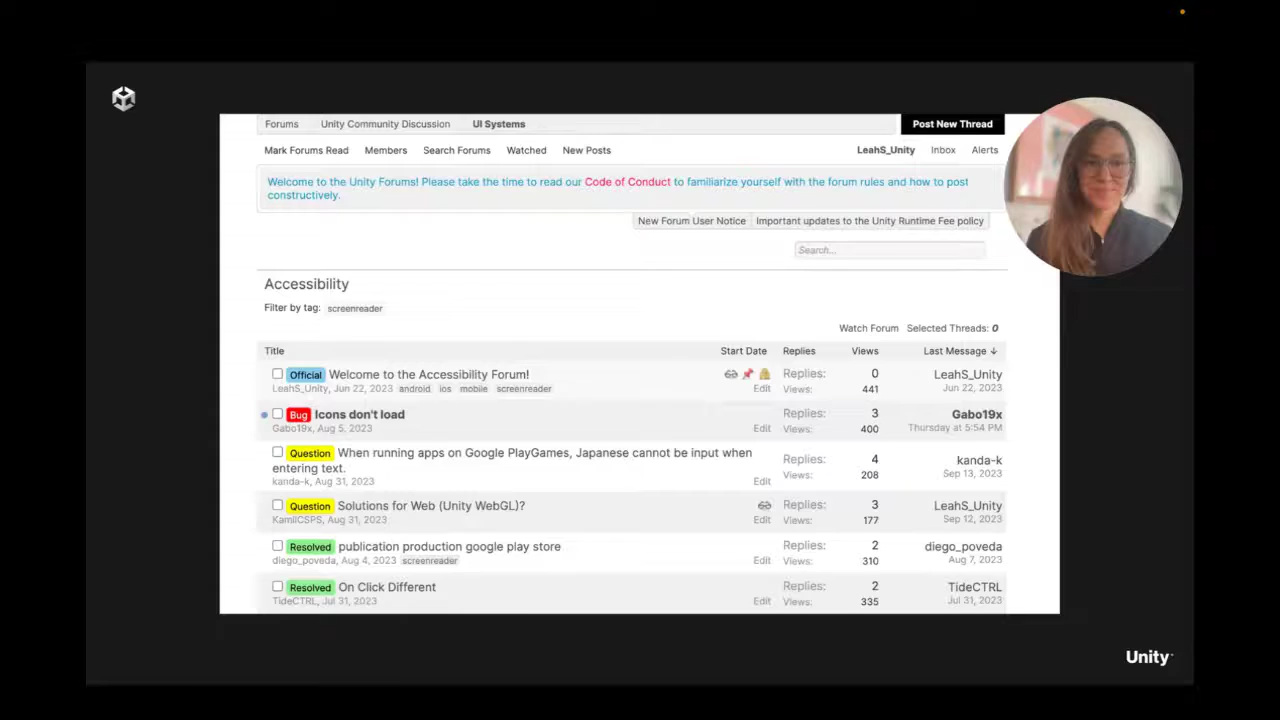 Forums Unity Community Discussion UI Systems Post New Thread
Mark Forums Read Members Search Forums Watched New Posts LeahS_Unity Inbox Alerts
Welcome to the Unity Forums! Please take the time to read our Code of Conduct to familiarize yourself with the forum rules and how to post
constructively.
New Forum User Notice Important updates to the Unity Runtime Fee policy
Search...
Accessibility
Filter by tag: screenreader
Watch Forum Selected Threads: 0
Title Start Date Replies Views Last Message ↓
Official Welcome to the Accessibility Forum! Replies: 0 LeahS_Unity
LeahS_Unity, Jun 22, 2023 android ios mobile screenreader Edit Views: 441 Jun 22, 2023
Bug Icons don't load Replies: 3 Gabo19x
Gabo19x, Aug 5, 2023 Edit Views: 400 Thursday at 5:54 PM
Question When running apps on Google PlayGames, Japanese cannot be input when Replies: 4 kanda-k
entering text. Views: 208 Sep 13, 2023
kanda-k, Aug 31, 2023 Edit
Question Solutions for Web (Unity WebGL)? Replies: 3 LeahS_Unity
KamilCSPS, Aug 31, 2023 Edit Views: 177 Sep 12, 2023
Resolved publication production google play store Replies: 2 diego_poveda
diego_poveda, Aug 4, 2023 screenreader Edit Views: 310 Aug 7, 2023
Resolved On Click Different Replies: 2 TideCTRL
TideCTRL, Jul 31, 2023 Edit Views: 335 Jul 31, 2023
Unity